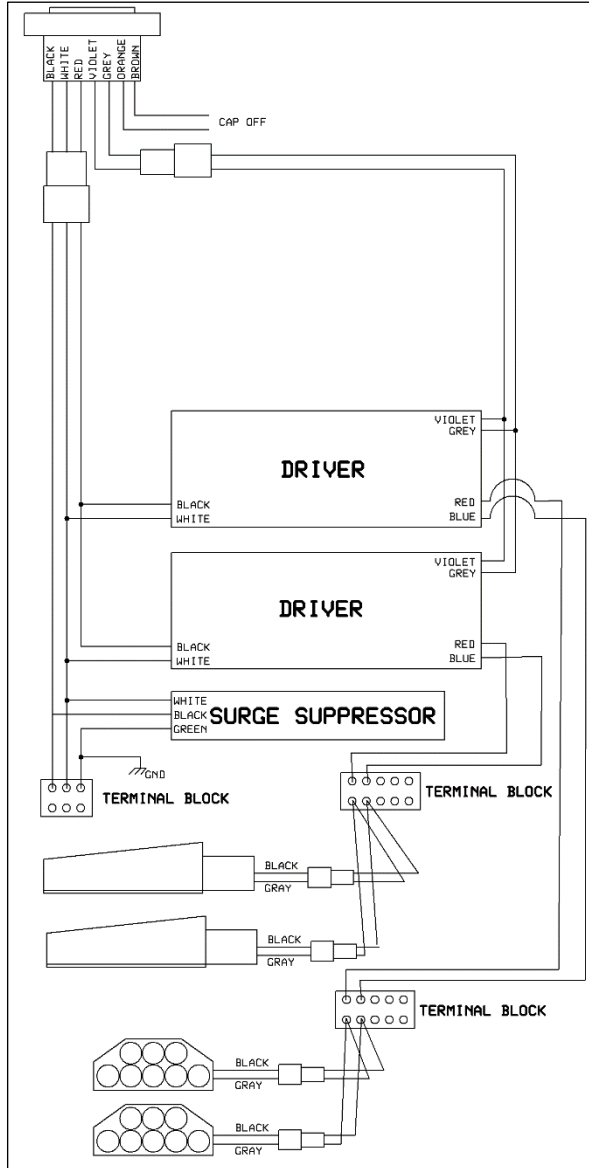 BLACK
WHITE
RED
VIOLET
GREY
ORANGE
BROWN
CAP OFF
VIOLET
GREY
DRIVER
BLACK
WHITE
RED
BLUE
VIOLET
GREY
DRIVER
BLACK
WHITE
RED
BLUE
WHITE
BLACK
GREEN
SURGE SUPPRESSOR
GND
TERMINAL BLOCK
TERMINAL BLOCK
BLACK
GRAY
BLACK
GRAY
TERMINAL BLOCK
BLACK
GRAY
BLACK
GRAY